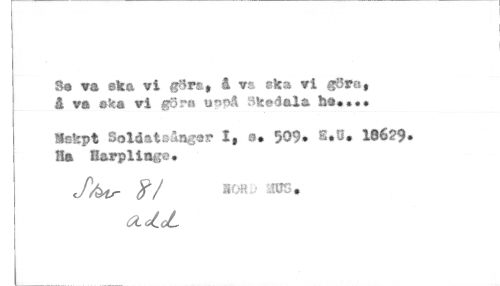 Se va ska vi göra, å va ska vi göra,
å va ska vi göra uppå Skedala he....
Mskpt Soldatsånger I, s. 509. E.U. 18629.
Ha Harplinge.
Skv 81 NORD MUS.
add